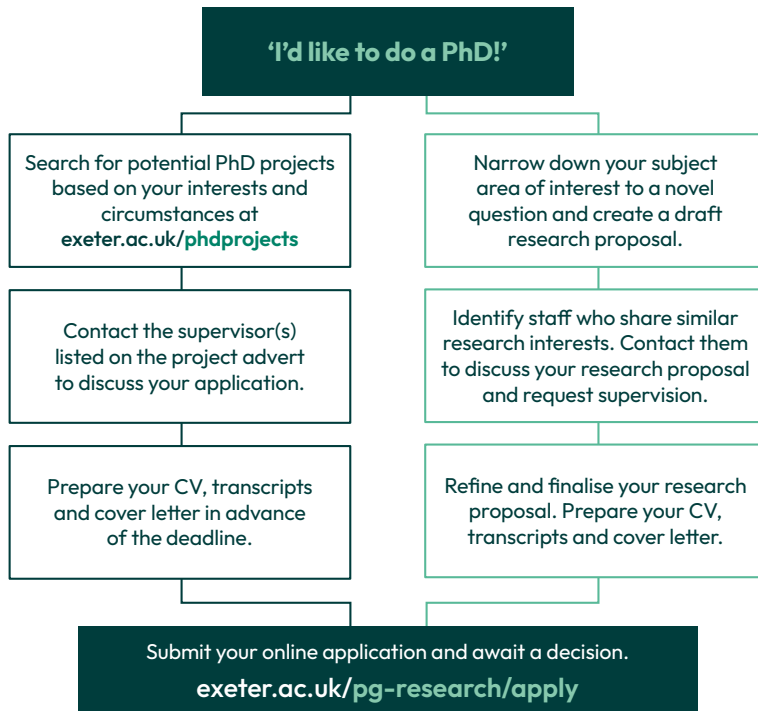 ‘I’d like to do a PhD!’
Search for potential PhD projects
based on your interests and
circumstances at
exeter.ac.uk/phdprojects
Contact the supervisor(s)
listed on the project advert
to discuss your application.
Prepare your CV, transcripts
and cover letter in advance
of the deadline.
Narrow down your subject
area of interest to a novel
question and create a draft
research proposal.
Identify staff who share similar
research interests. Contact them
to discuss your research proposal
and request supervision.
Refine and finalise your research
proposal. Prepare your CV,
transcripts and cover letter.
Submit your online application and await a decision.
exeter.ac.uk/pg-research/apply